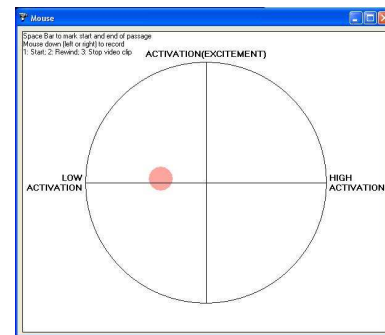 Mouse
Space Bar to mark start and end of passage
Mouse down (left or right) to record
1: Start; 2: Rewind; 3: Stop video clip
ACTIVATION(EXCITEMENT)
LOW
ACTIVATION
HIGH
ACTIVATION